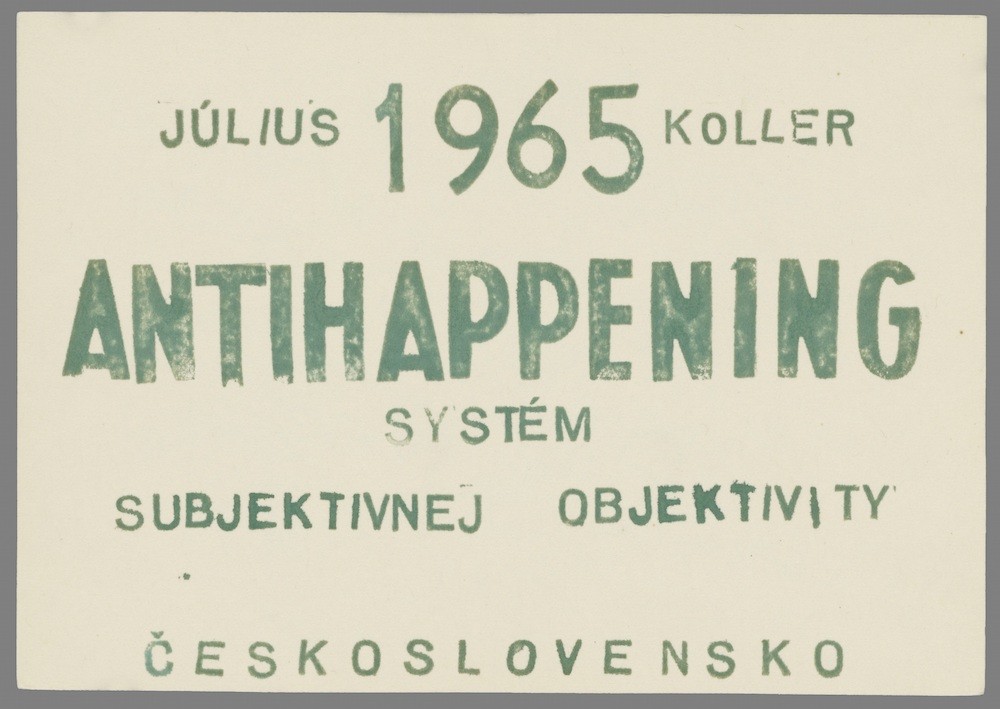 JÚLIUS 1965 KOLLER
ANTIHAPPENING
SYSTÉM
SUBJEKTIVNEJ OBJEKTIVITY
ČESKOSLOVENSKO